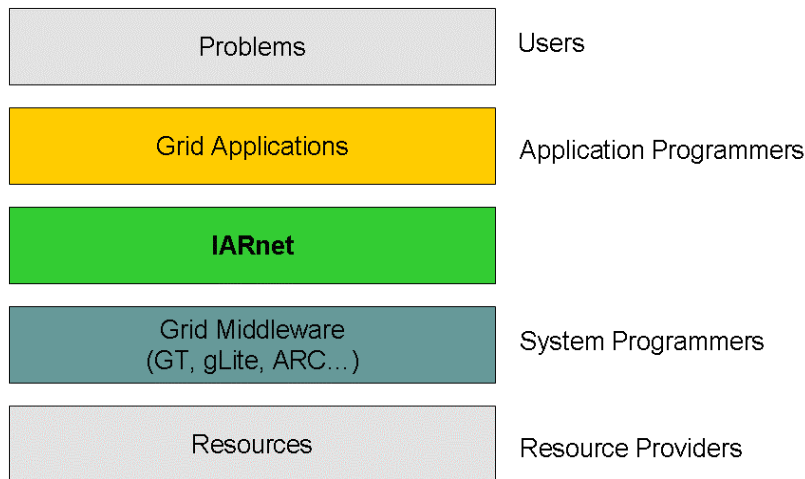 Problems
Users
Grid Applications
Application Programmers
IARnet
Grid Middleware
(GT, gLite, ARC...)
System Programmers
Resources
Resource Providers